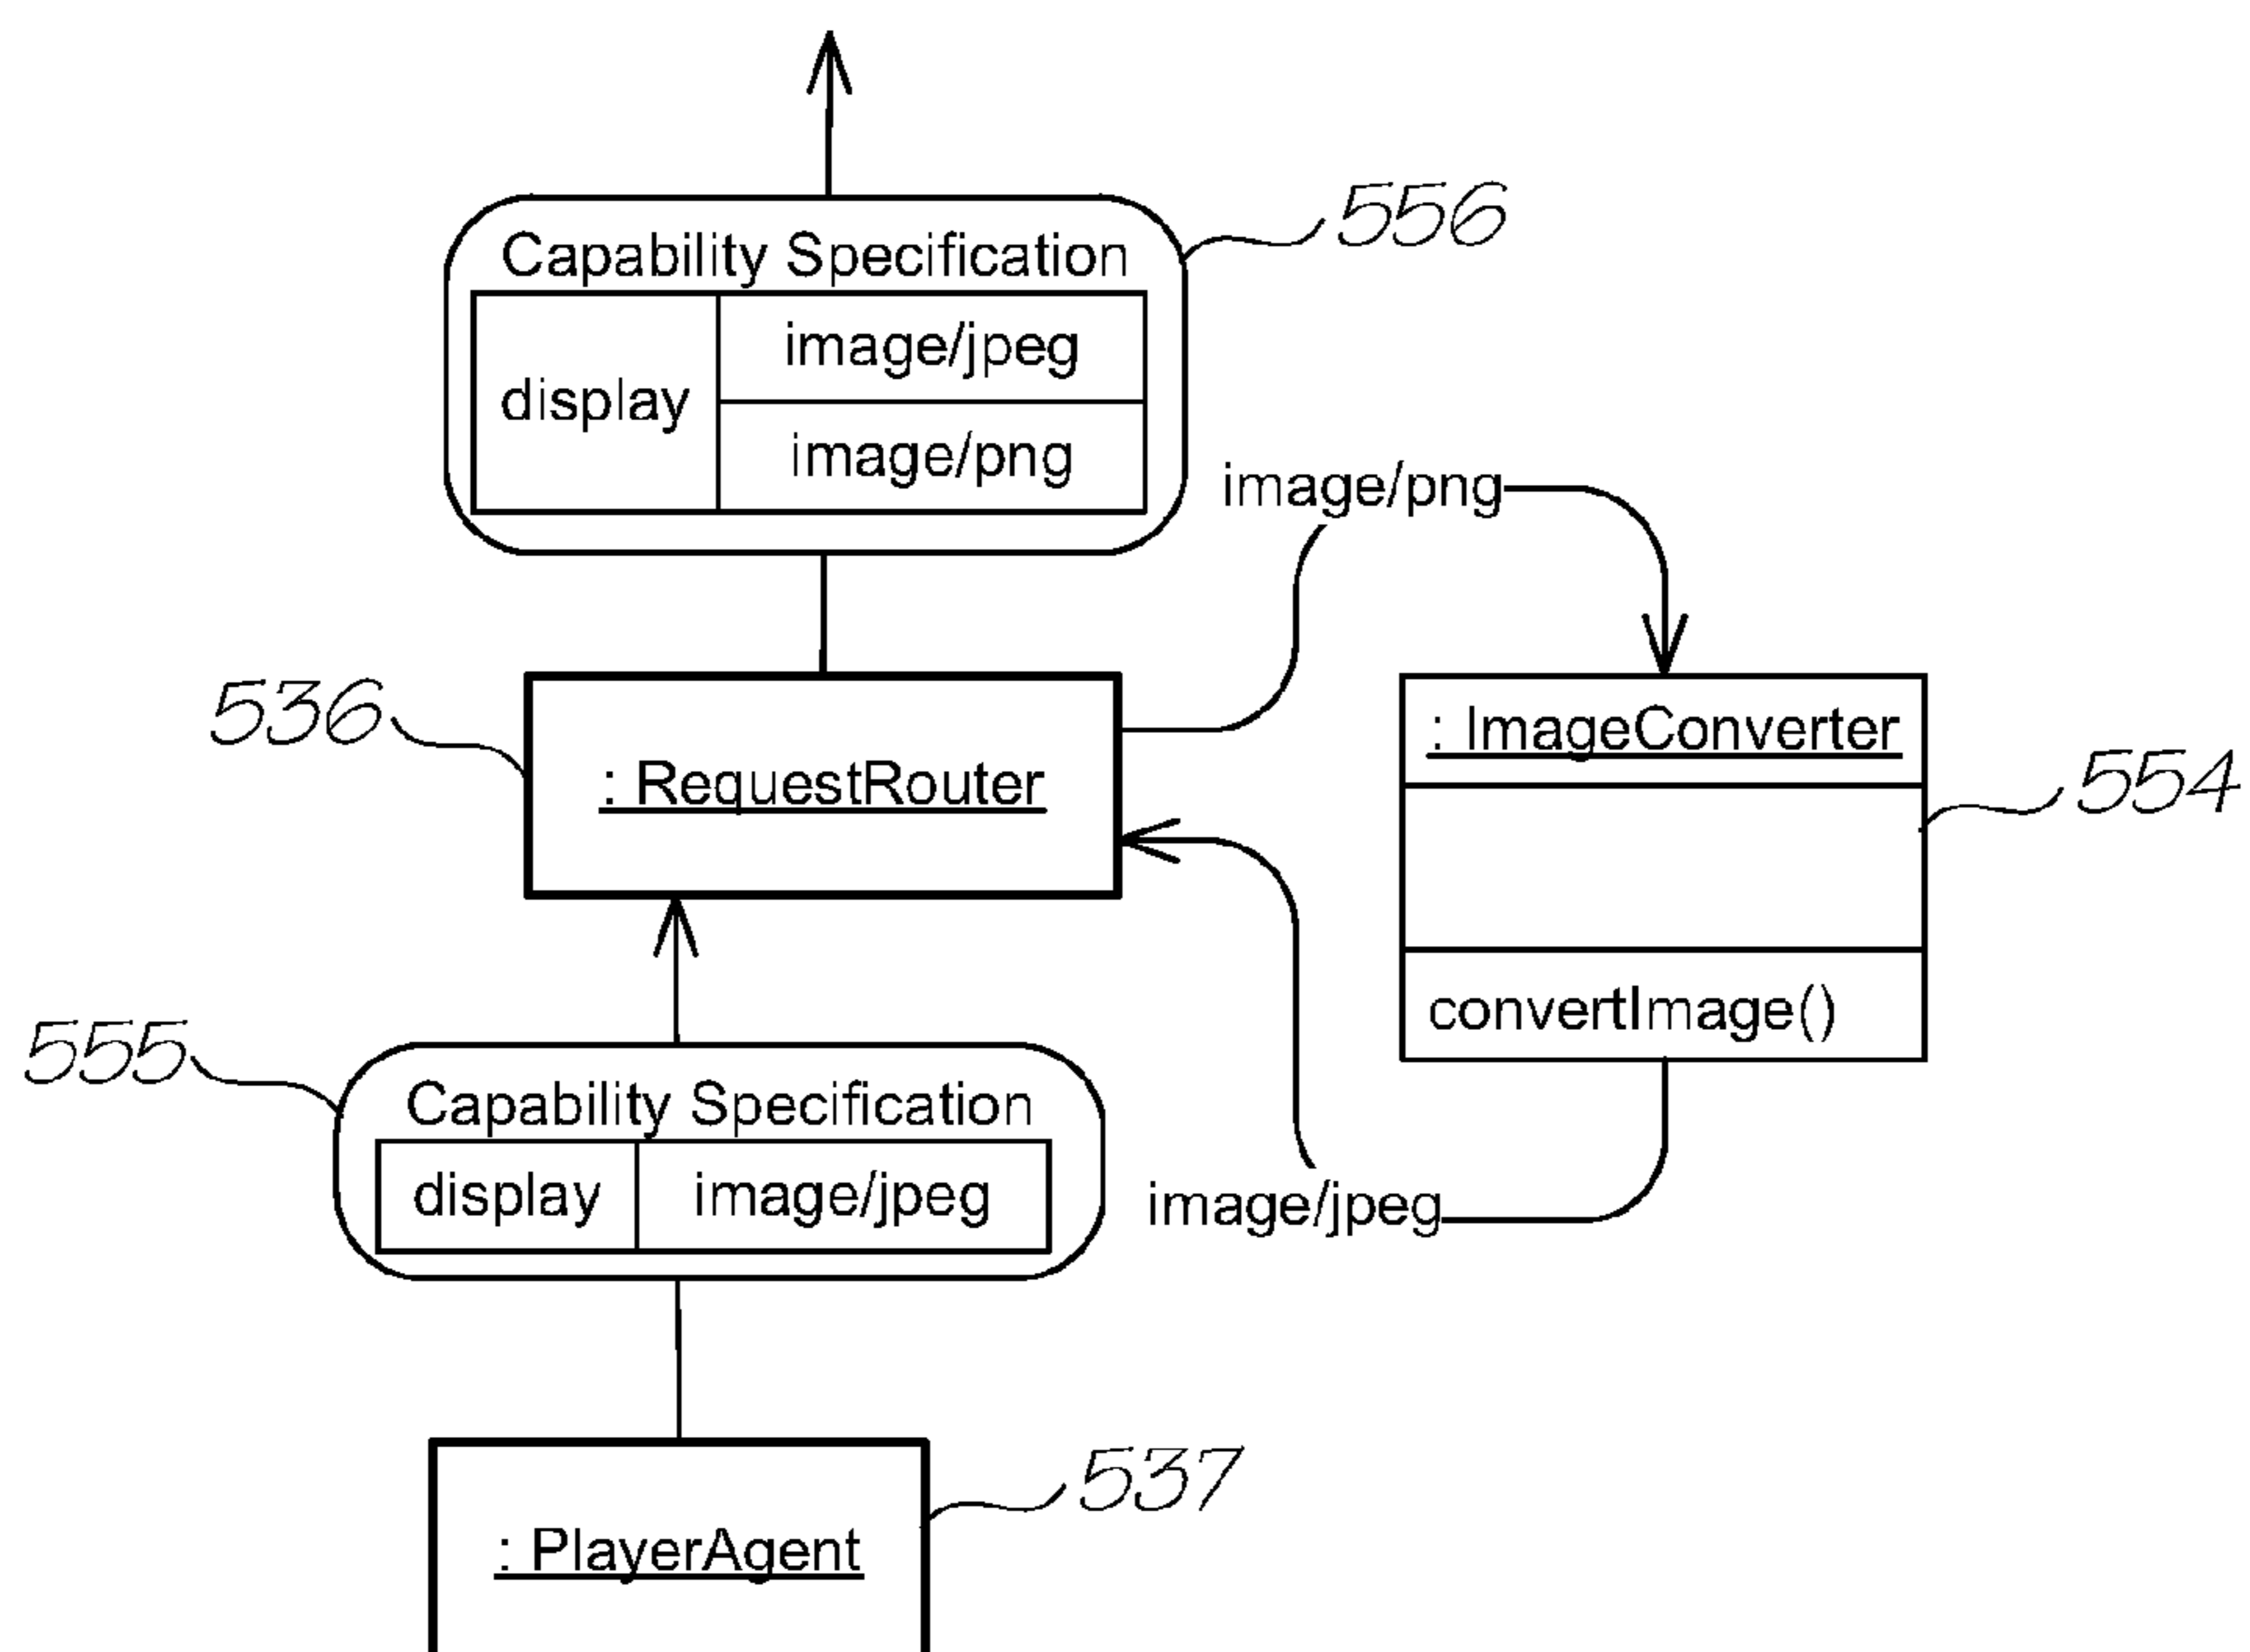 Capability Specification
556
display
image/jpeg
image/png
image/png
536
: RequestRouter
: ImageConverter
554
convertImage()
555
Capability Specification
display
image/jpeg
image/jpeg
537
: PlayerAgent